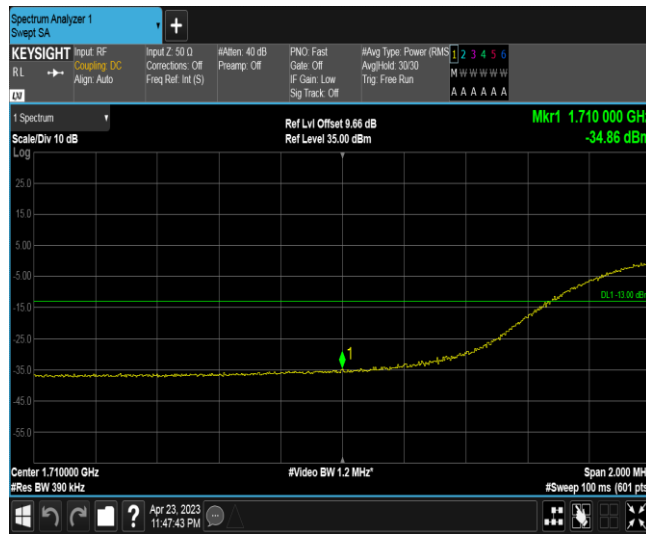 Spectrum Analyzer 1
Swept SA
KEYSIGHT
RL
LXI
Input: RF
Coupling: DC
Align: Auto
Input Z: 50 Ω
Corrections: Off
Freq Ref: Int (S)
#Atten: 40 dB
Preamp: Off
PNO: Fast
Gate: Off
IF Gain: Low
Sig Track: Off
#Avg Type: Power (RMS
Avg|Hold: 30/30
Trig: Free Run
1 2 3 4 5 6
M W W W W W
A A A A A A
1 Spectrum
Scale/Div 10 dB
Log
Ref Lvl Offset 9.66 dB
Ref Level 35.00 dBm
Mkr1 1.710 000 GHz
-34.86 dBm
25.0
15.0
5.00
-5.00
-15.0
-25.0
-35.0
-45.0
-55.0
DL1 -13.00 dBm
1
Center 1.710000 GHz
#Res BW 390 kHz
#Video BW 1.2 MHz*
Span 2.000 MH
#Sweep 100 ms (601 pts
?
Apr 23, 2023
11:47:43 PM